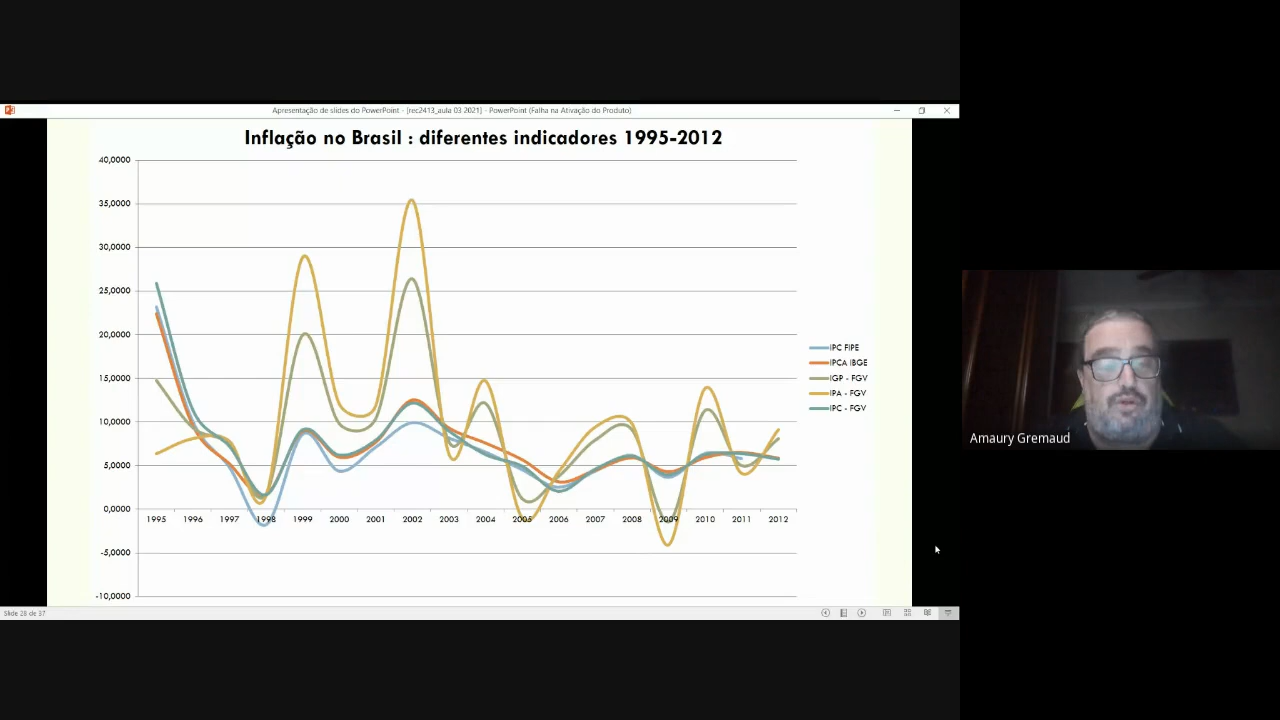 Apresentação de slides do PowerPoint - [rec2413_aula 03 2021] - PowerPoint (Falha na Ativação do Produto)
Inflação no Brasil : diferentes indicadores 1995-2012
40,0000
35,0000
30,0000
25,0000
20,0000
15,0000
10,0000
5,0000
0,0000
-5,0000
-10,0000
1995 1996 1997 1998 1999 2000 2001 2002 2003 2004 2005 2006 2007 2008 2009 2010 2011 2012
IPC FIPE
IPCA IBGE
IGP - FGV
IPA - FGV
IPC - FGV
Amaury Gremaud
Slide 28 de 37